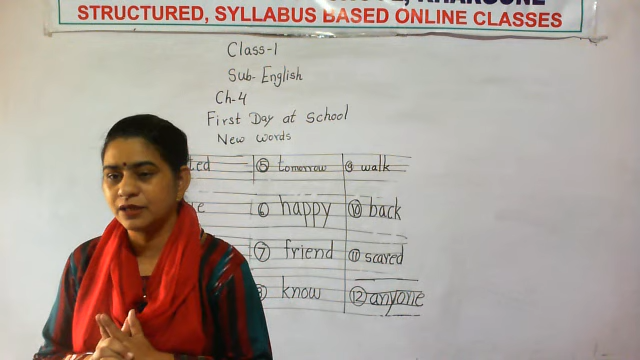 STRUCTURED, SYLLABUS BASED ONLINE CLASSES
Class-1
Sub- English
Ch-4
First Day at School
New words
⑤ tomorrow
⑨ walk
⑥ happy
⑩ back
⑦ friend
⑪ scared
⑧ know
⑫ anyone